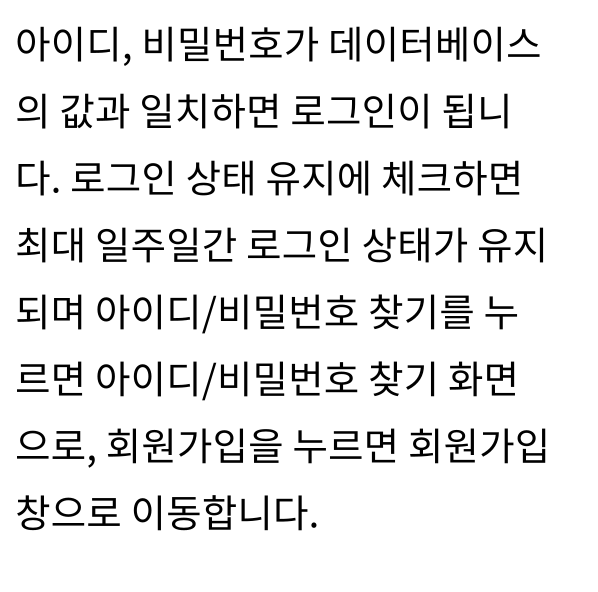 아이디, 비밀번호가 데이터베이스
의 값과 일치하면 로그인이 됩니
다. 로그인 상태 유지에 체크하면
최대 일주일간 로그인 상태가 유지
되며 아이디/비밀번호 찾기를 누
르면 아이디/비밀번호 찾기 화면
으로, 회원가입을 누르면 회원가입
창으로 이동합니다.